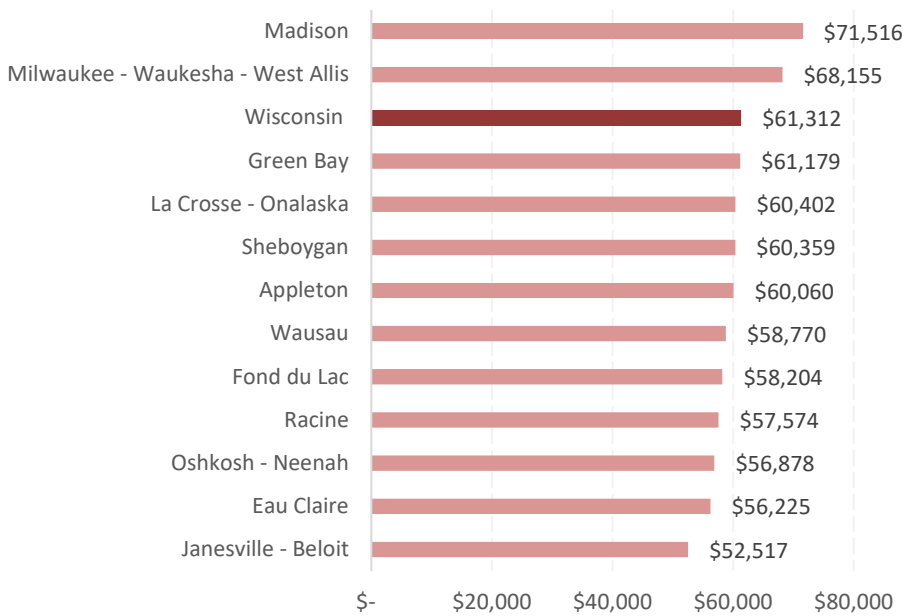 Madison $71,516
Milwaukee - Waukesha - West Allis $68,155
Wisconsin $61,312
Green Bay $61,179
La Crosse - Onalaska $60,402
Sheboygan $60,359
Appleton $60,060
Wausau $58,770
Fond du Lac $58,204
Racine $57,574
Oshkosh - Neenah $56,878
Eau Claire $56,225
Janesville - Beloit $52,517
$- $20,000 $40,000 $60,000 $80,000